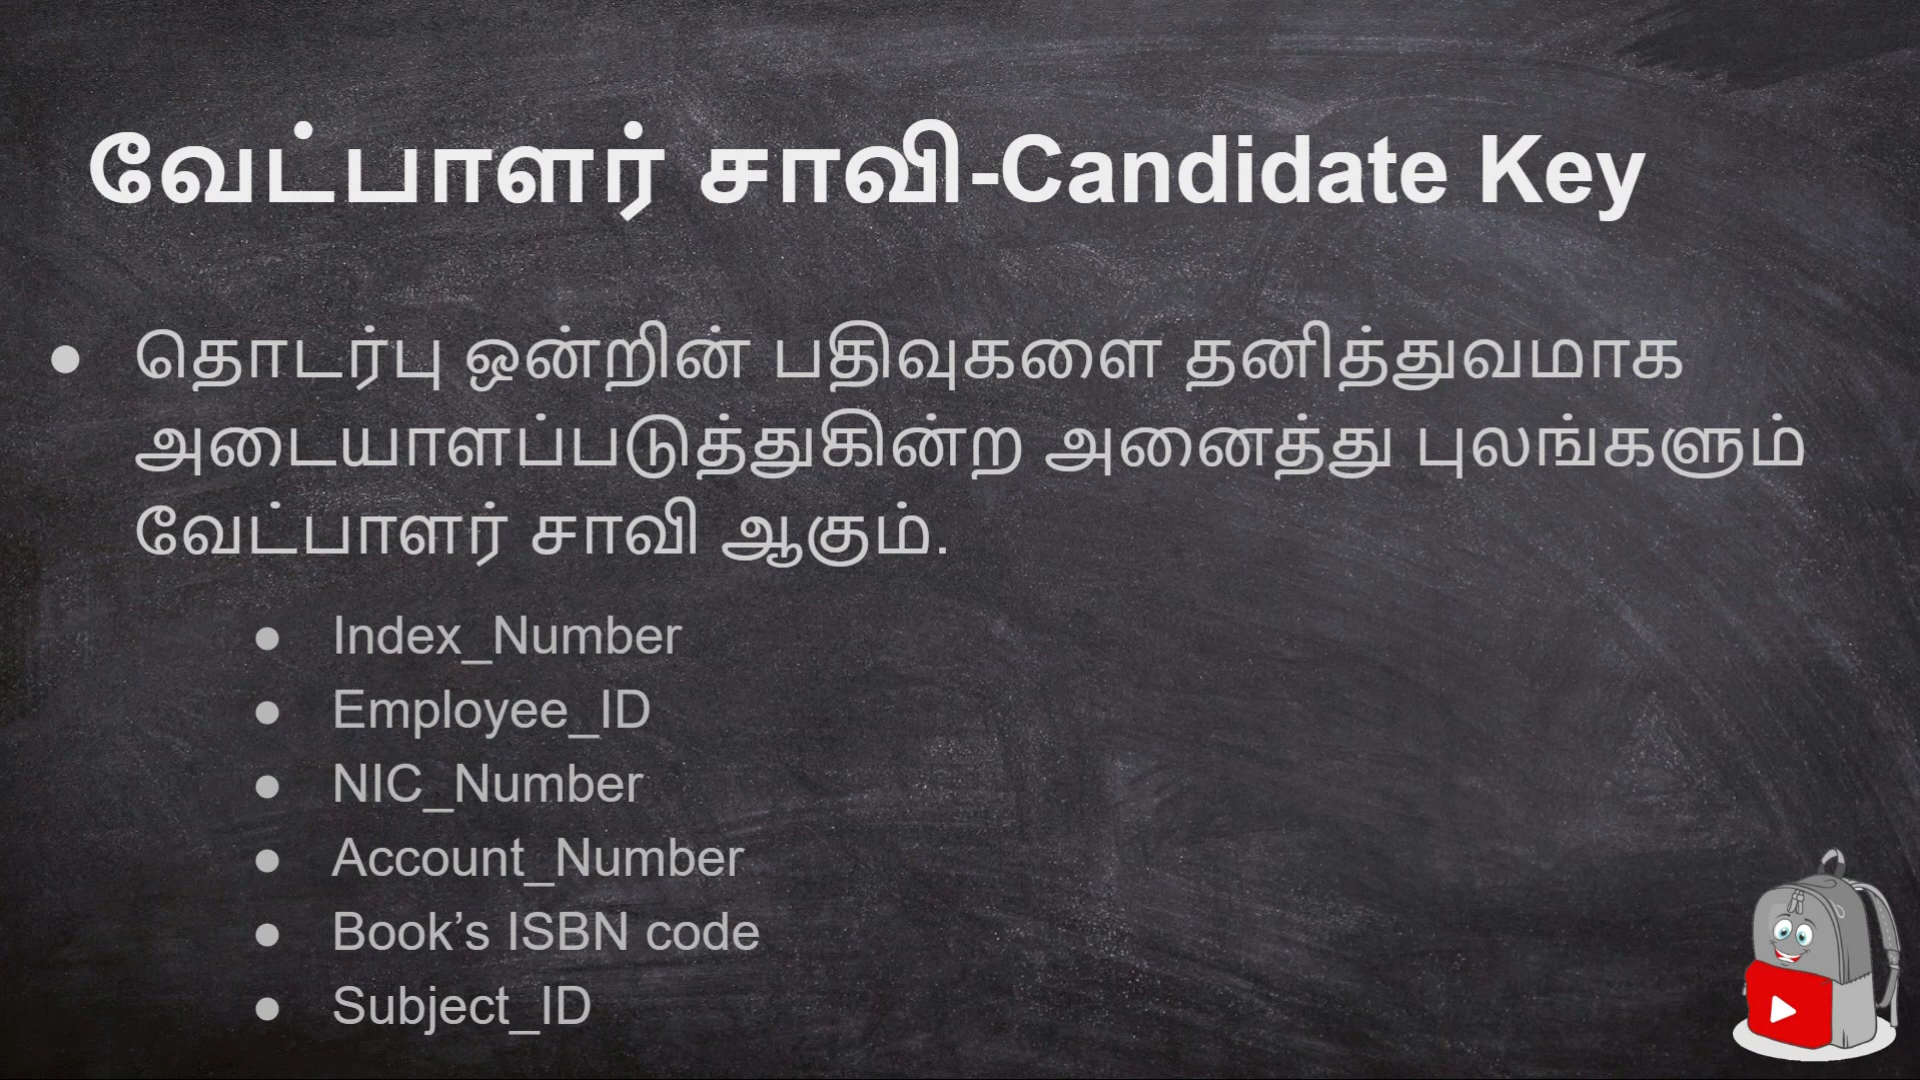 வேட்பாளர் சாவி-Candidate Key
● தொடர்பு ஒன்றின் பதிவுகளை தனித்துவமாக
அடையாளப்படுத்துகின்ற அனைத்து புலங்களும்
வேட்பாளர் சாவி ஆகும்.
● Index_Number
● Employee_ID
● NIC_Number
● Account_Number
● Book’s ISBN code
● Subject_ID